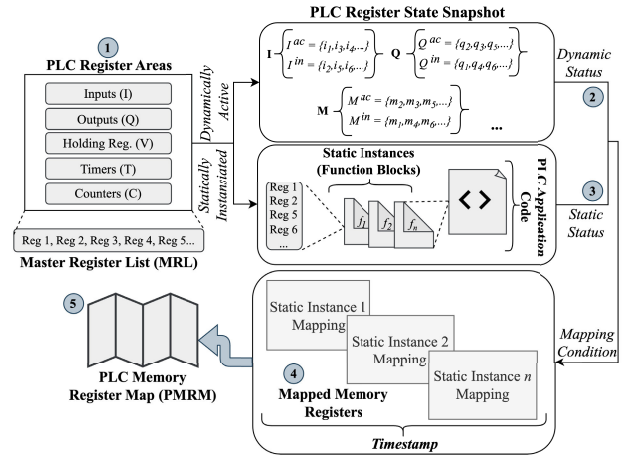 PLC Register State Snapshot
1
PLC Register Areas
Inputs (I)
Outputs (Q)
Holding Reg. (V)
Timers (T)
Counters (C)
Reg 1, Reg 2, Reg 3, Reg 4, Reg 5...
Master Register List (MRL)
Dynamically
Active
Statically
Instansiated
I { I^ac = {i1, i3, i4,...}
I^in = {i2, i5, i6,...} }
Q { Q^ac = {q2, q3, q5,...}
Q^in = {q1, q4, q6,...} }
M { M^ac = {m2, m3, m5,...}
M^in = {m1, m4, m6,...} }
...
Dynamic
Status
2
Static Instances
(Function Blocks)
Reg 1
Reg 2
Reg 5
Reg 6
...
f1
f2
fn
< >
PLC Application
Code
3
Static
Status
Mapping
Condition
Static Instance 1
Mapping
Static Instance 2
Mapping
Static Instance n
Mapping
4
Mapped Memory
Registers
Timestamp
5
PLC Memory
Register Map (PMRM)